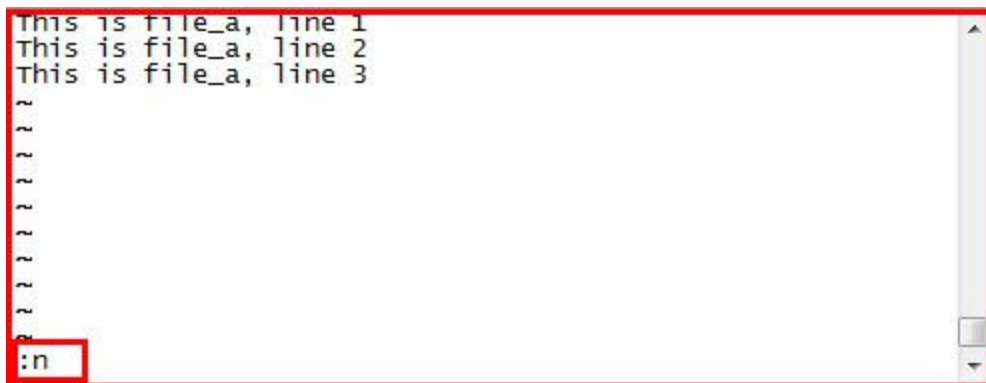 This is file_a, line 1
This is file_a, line 2
This is file_a, line 3
~
~
~
~
~
~
~
~
~
~
:n